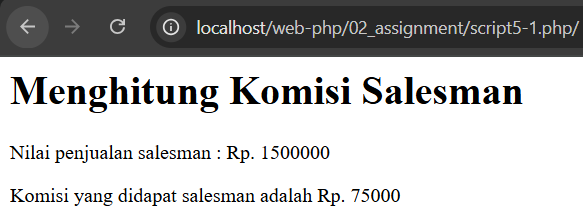 localhost/web-php/02_assignment/script5-1.php/
Menghitung Komisi Salesman
Nilai penjualan salesman : Rp. 1500000
Komisi yang didapat salesman adalah Rp. 75000